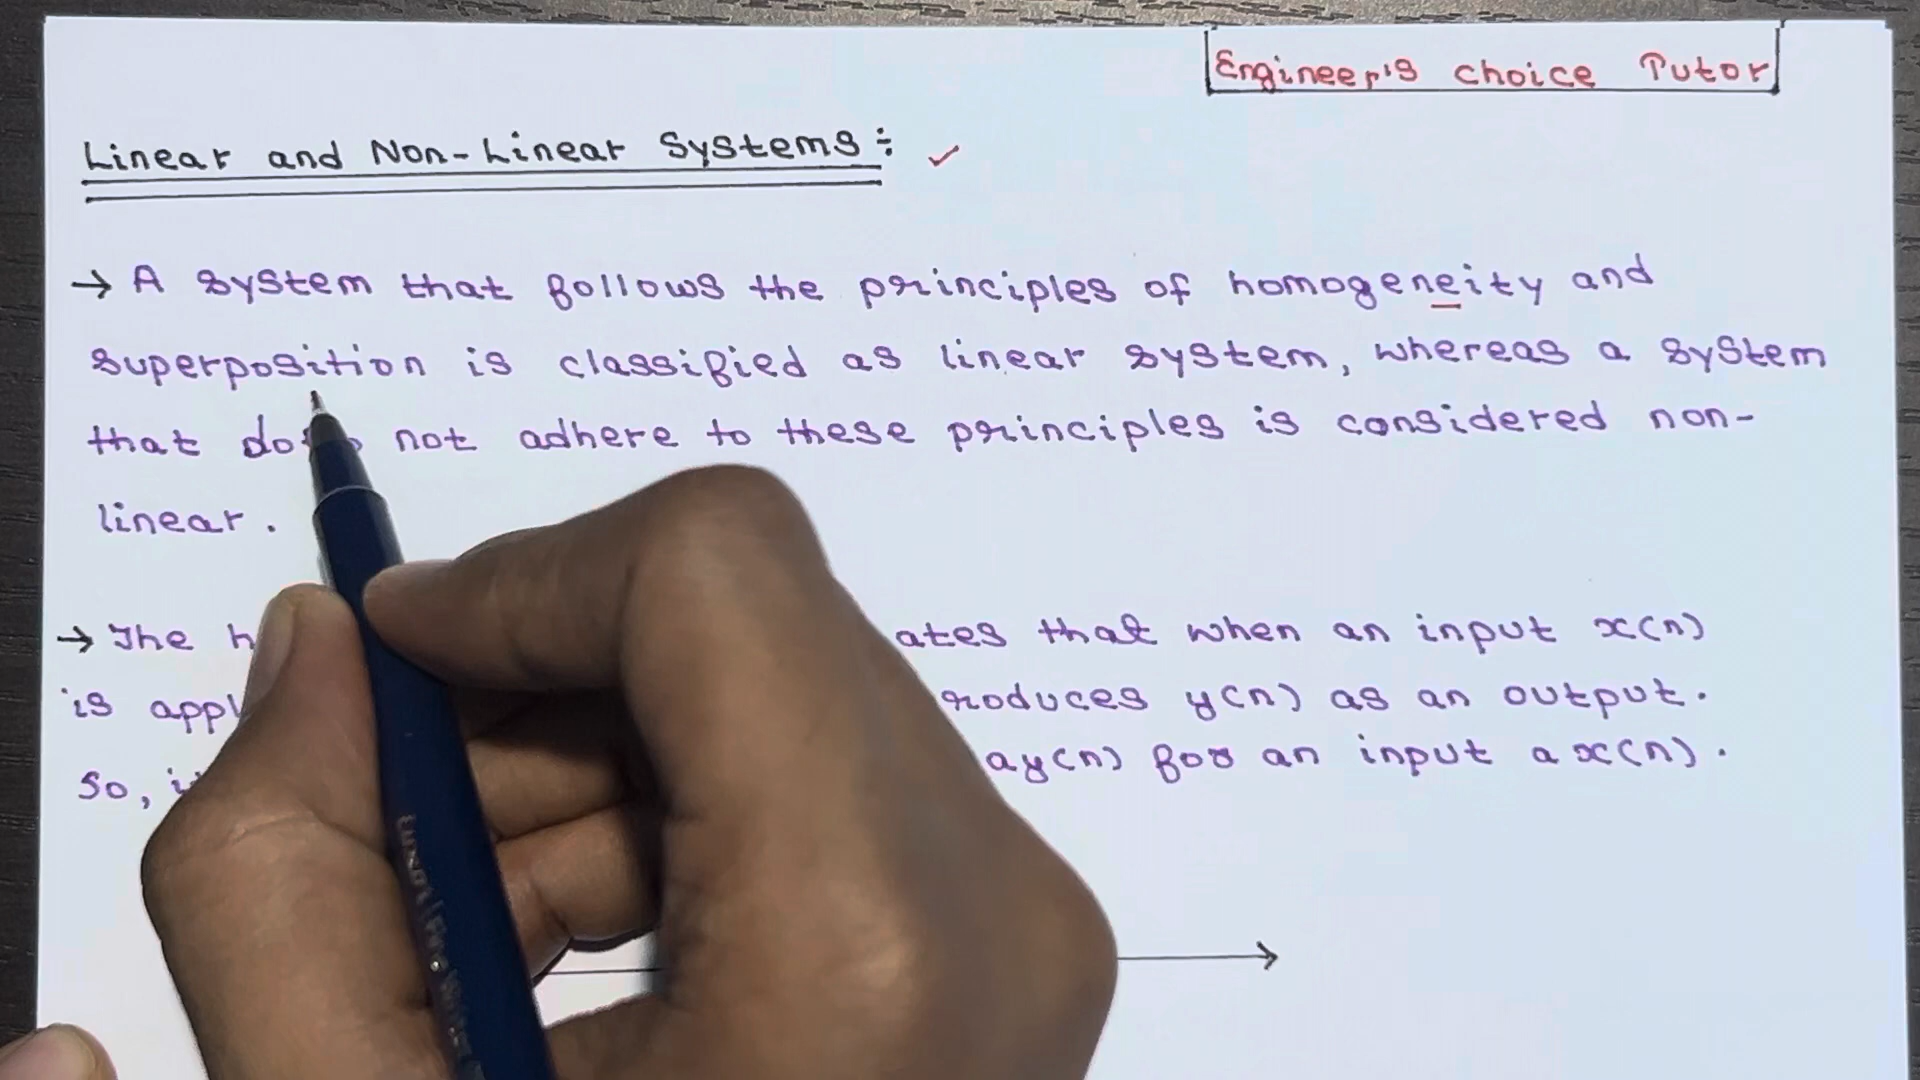 Engineer's choice Tutor
Linear and Non-Linear Systems:
→ A system that follows the principles of homogeneity and
superposition is classified as linear system, whereas a system
that does not adhere to these principles is considered non-
linear.
→ The that when an input x(n)
is y(n) as an output.
So, ay(n) for an input ax(n).